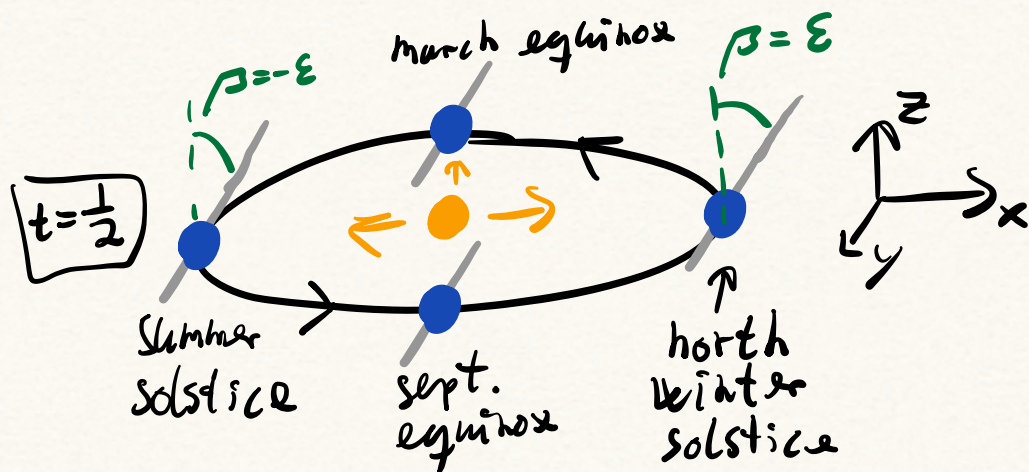 march equinox
β=-ε
β=ε
z
x
y
t=1/2
summer
solstice
sept.
equinox
north
winter
solstice